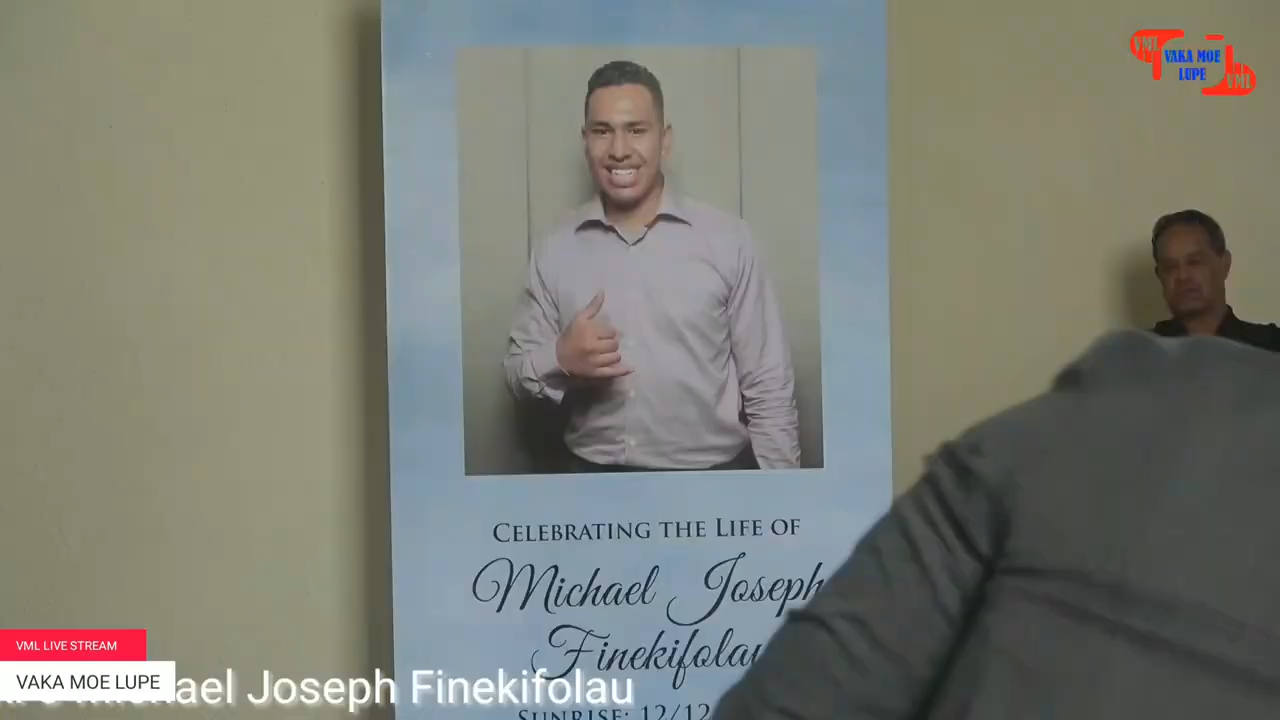 VML
VAKA MOE
LUPE
VML
CELEBRATING THE LIFE OF
Michael Joseph
Finekifolau
SUNRISE: 12/12
VML LIVE STREAM
VAKA MOE LUPE
ael Joseph Finekifolau